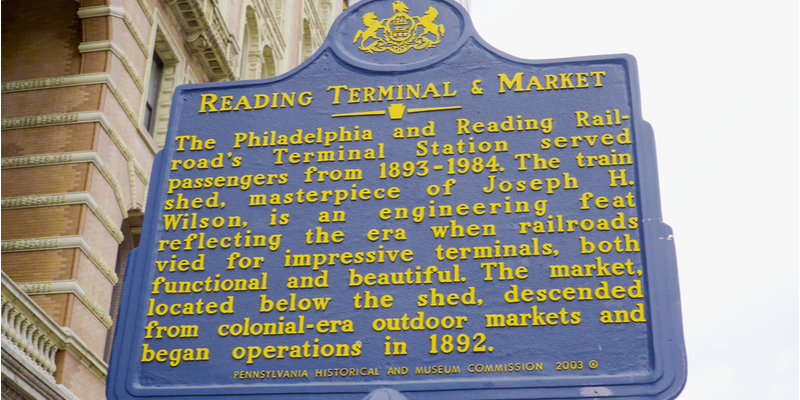 READING TERMINAL & MARKET
The Philadelphia and Reading Rail-
road's Terminal Station served
passengers from 1893-1984. The train
shed, masterpiece of Joseph H.
Wilson, is an engineering feat
reflecting the era when railroads
vied for impressive terminals, both
functional and beautiful. The market,
located below the shed, descended
from colonial-era outdoor markets and
began operations in 1892.
PENNSYLVANIA HISTORICAL AND MUSEUM COMMISSION 2003 ©